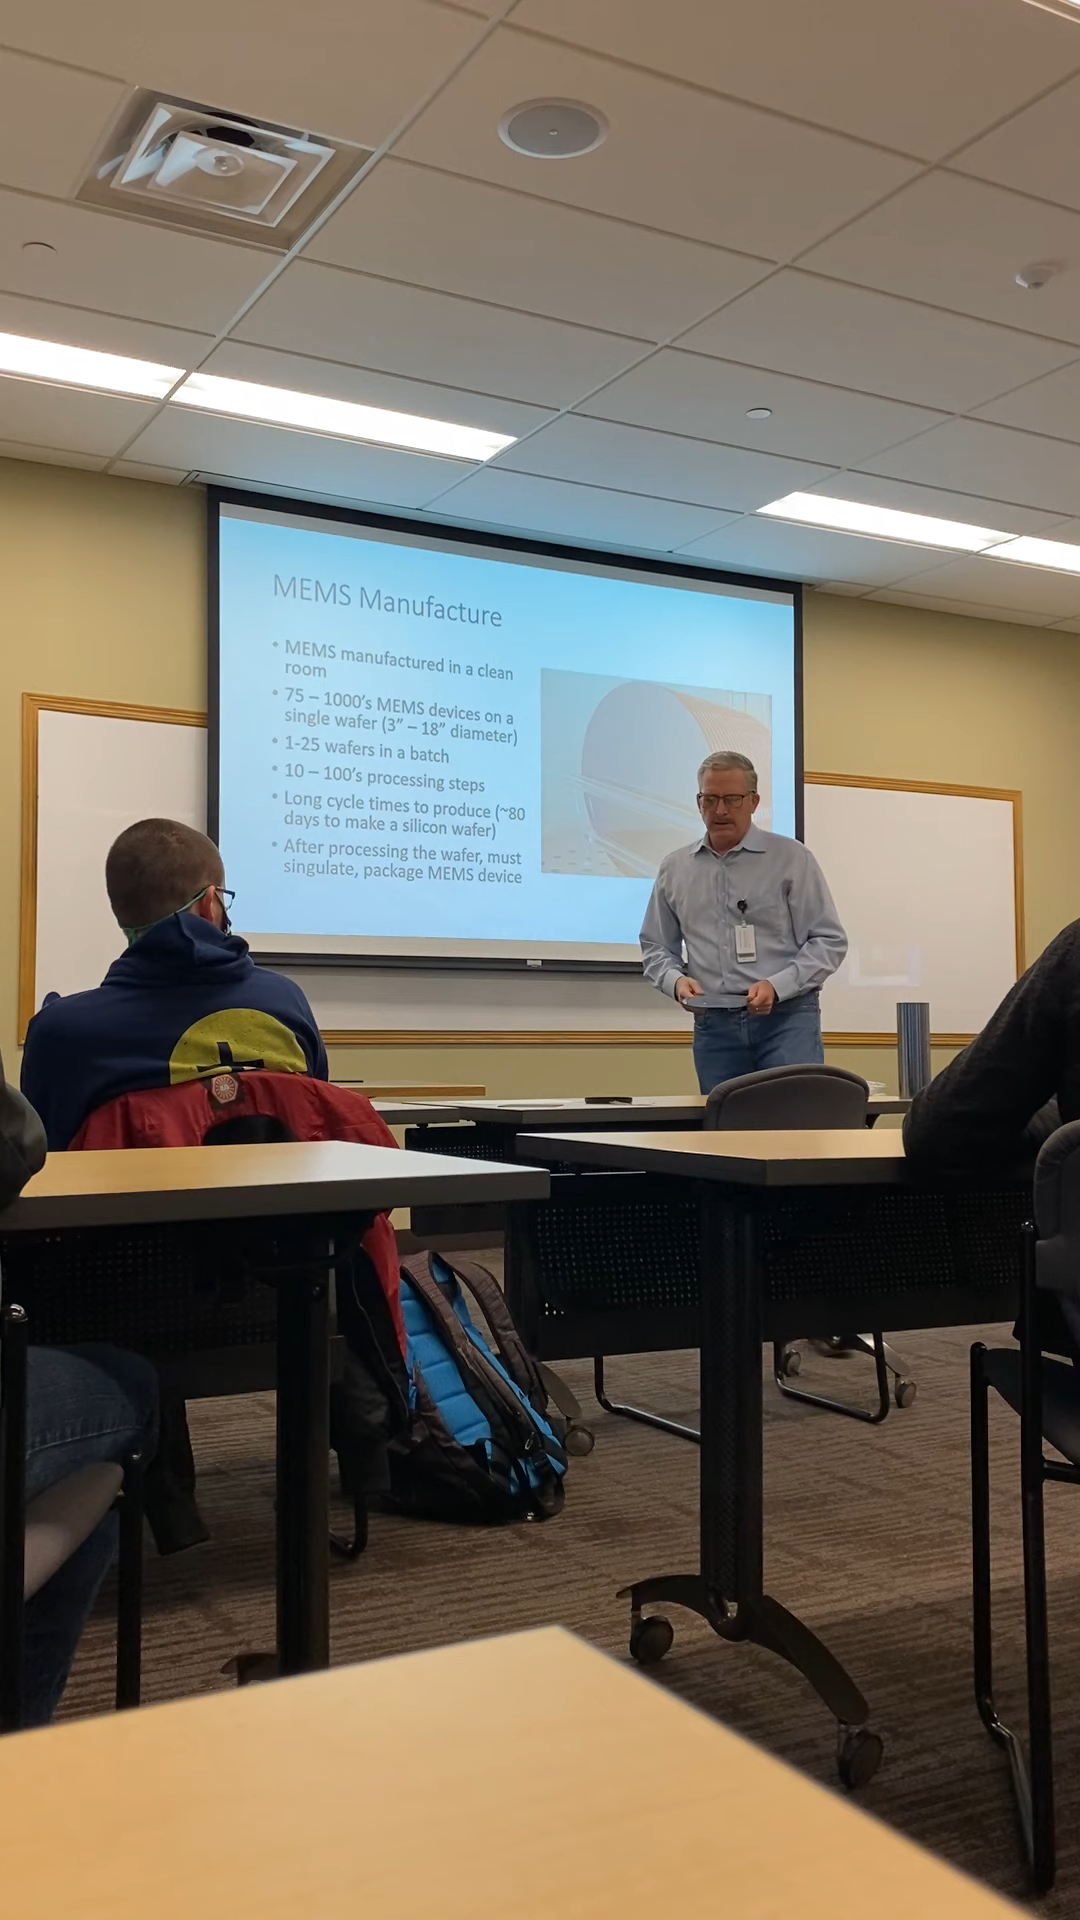 MEMS Manufacture
• MEMS manufactured in a clean
room
• 75 – 1000's MEMS devices on a
single wafer (3" – 18" diameter)
• 1-25 wafers in a batch
• 10 – 100's processing steps
• Long cycle times to produce (~80
days to make a silicon wafer)
• After processing the wafer, must
singulate, package MEMS device